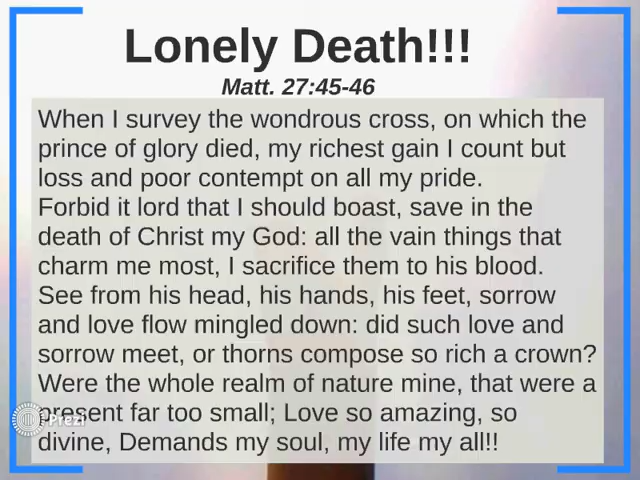 Lonely Death!!!
Matt. 27:45-46
When I survey the wondrous cross, on which the
prince of glory died, my richest gain I count but
loss and poor contempt on all my pride.
Forbid it lord that I should boast, save in the
death of Christ my God: all the vain things that
charm me most, I sacrifice them to his blood.
See from his head, his hands, his feet, sorrow
and love flow mingled down: did such love and
sorrow meet, or thorns compose so rich a crown?
Were the whole realm of nature mine, that were a
present far too small; Love so amazing, so
divine, Demands my soul, my life my all!!
Prezi